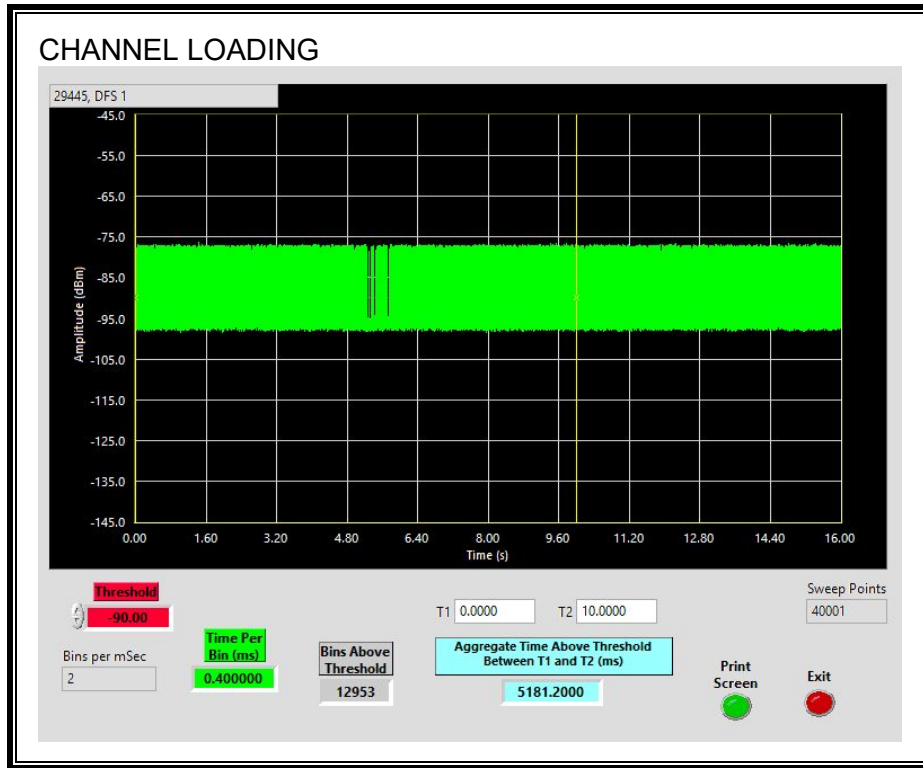 CHANNEL LOADING
29445, DFS 1
-45.0
-55.0
-65.0
-75.0
-85.0
-95.0
-105.0
-115.0
-125.0
-135.0
-145.0
Amplitude (dBm)
0.00 1.60 3.20 4.80 6.40 8.00 9.60 11.20 12.80 14.40 16.00
Time (s)
Threshold
-90.00
Bins per mSec
2
Time Per
Bin (ms)
0.400000
Bins Above
Threshold
12953
T1 0.0000 T2 10.0000
Aggregate Time Above Threshold
Between T1 and T2 (ms)
5181.2000
Sweep Points
40001
Print
Screen
Exit